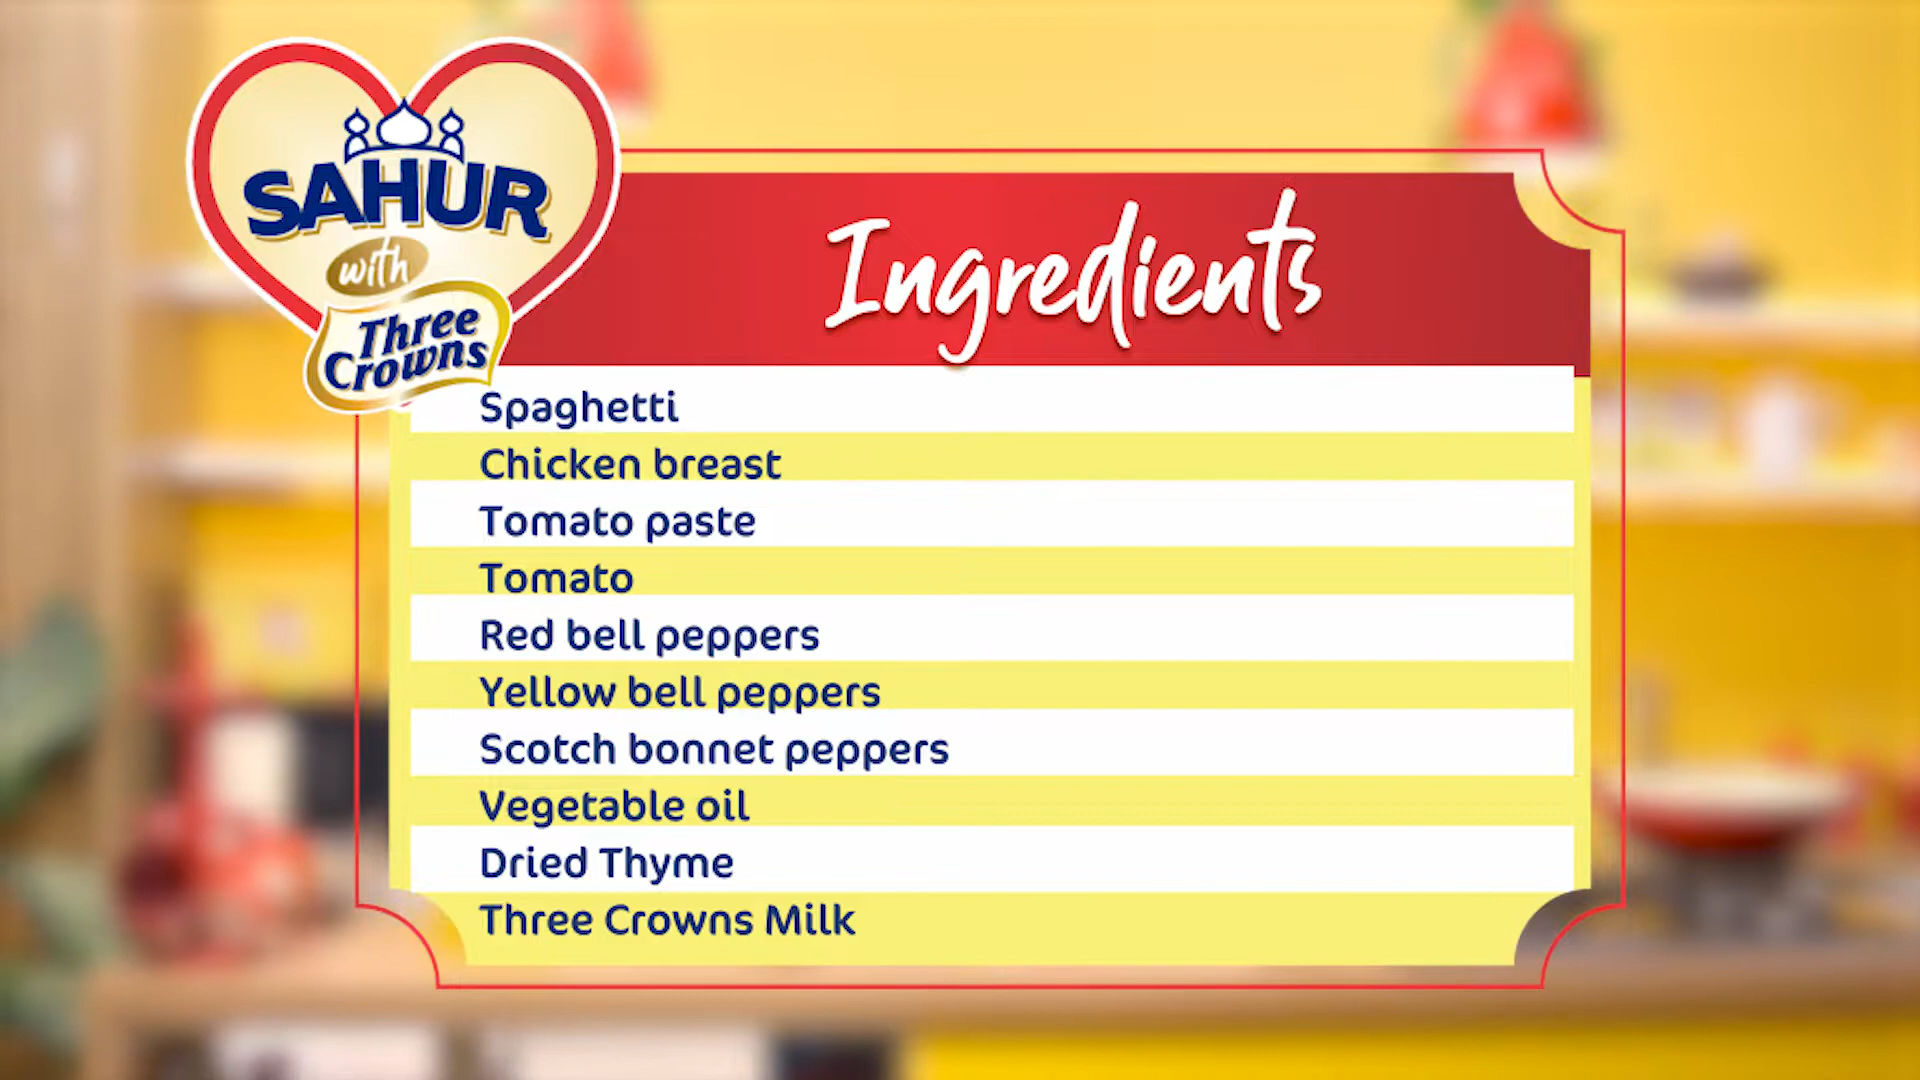 SAHUR
with
Three
Crowns
Ingredients
Spaghetti
Chicken breast
Tomato paste
Tomato
Red bell peppers
Yellow bell peppers
Scotch bonnet peppers
Vegetable oil
Dried Thyme
Three Crowns Milk